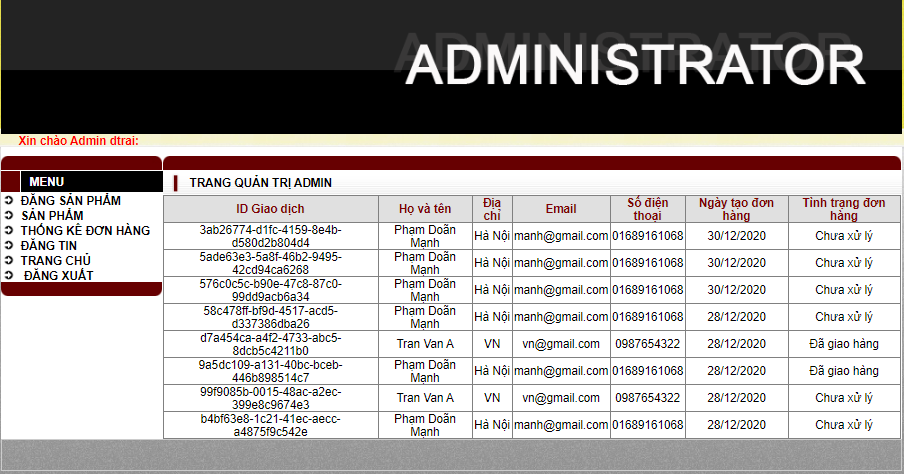 ADMINISTRATOR
Xin chào Admin dtrai:
MENU
ĐĂNG SẢN PHẨM
SẢN PHẨM
THỐNG KÊ ĐƠN HÀNG
ĐĂNG TIN
TRANG CHỦ
ĐĂNG XUẤT
TRANG QUẢN TRỊ ADMIN
ID Giao dịch Họ và tên Địa chỉ Email Số điện thoại Ngày tạo đơn hàng Tình trạng đơn hàng
3ab26774-d1fc-4159-8e4b-d580d2b804d4 Phạm Doãn Mạnh Hà Nội manh@gmail.com 01689161068 30/12/2020 Chưa xử lý
5ade63e3-5a8f-46b2-9495-42cd94ca6268 Phạm Doãn Mạnh Hà Nội manh@gmail.com 01689161068 30/12/2020 Chưa xử lý
576c0c5c-b90e-47c8-87c0-99dd9acb6a34 Phạm Doãn Mạnh Hà Nội manh@gmail.com 01689161068 30/12/2020 Chưa xử lý
58c478ff-bf9d-4517-acd5-d337386dba26 Phạm Doãn Mạnh Hà Nội manh@gmail.com 01689161068 28/12/2020 Chưa xử lý
d7a454ca-a4f2-4733-abc5-8dcb5c4211b0 Tran Van A VN vn@gmail.com 0987654322 28/12/2020 Đã giao hàng
9a5dc109-a131-40bc-bceb-446b898514c7 Phạm Doãn Mạnh Hà Nội manh@gmail.com 01689161068 28/12/2020 Đã giao hàng
99f9085b-0015-48ac-a2ec-399e8c9674e3 Tran Van A VN vn@gmail.com 0987654322 28/12/2020 Chưa xử lý
b4bf63e8-1c21-41ec-aecc-a4875f9c542e Phạm Doãn Mạnh Hà Nội manh@gmail.com 01689161068 28/12/2020 Chưa xử lý